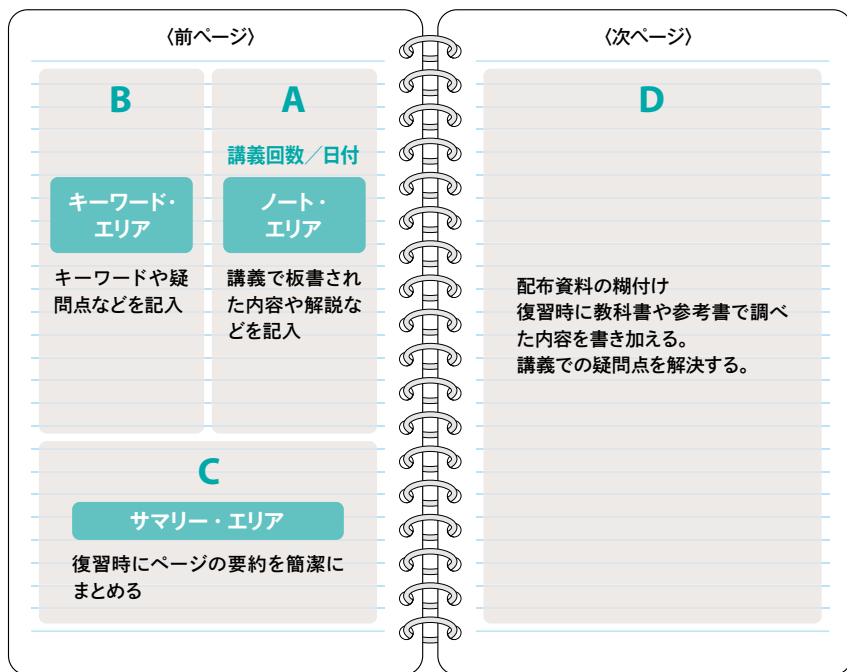 〈前ページ〉
B
キーワード・
エリア
キーワードや疑
問点などを記入
A
講義回数／日付
ノート・
エリア
講義で板書され
た内容や解説な
どを記入
C
サマリー・エリア
復習時にページの要約を簡潔に
まとめる
〈次ページ〉
D
配布資料の糊付け
復習時に教科書や参考書で調べ
た内容を書き加える。
講義での疑問点を解決する。